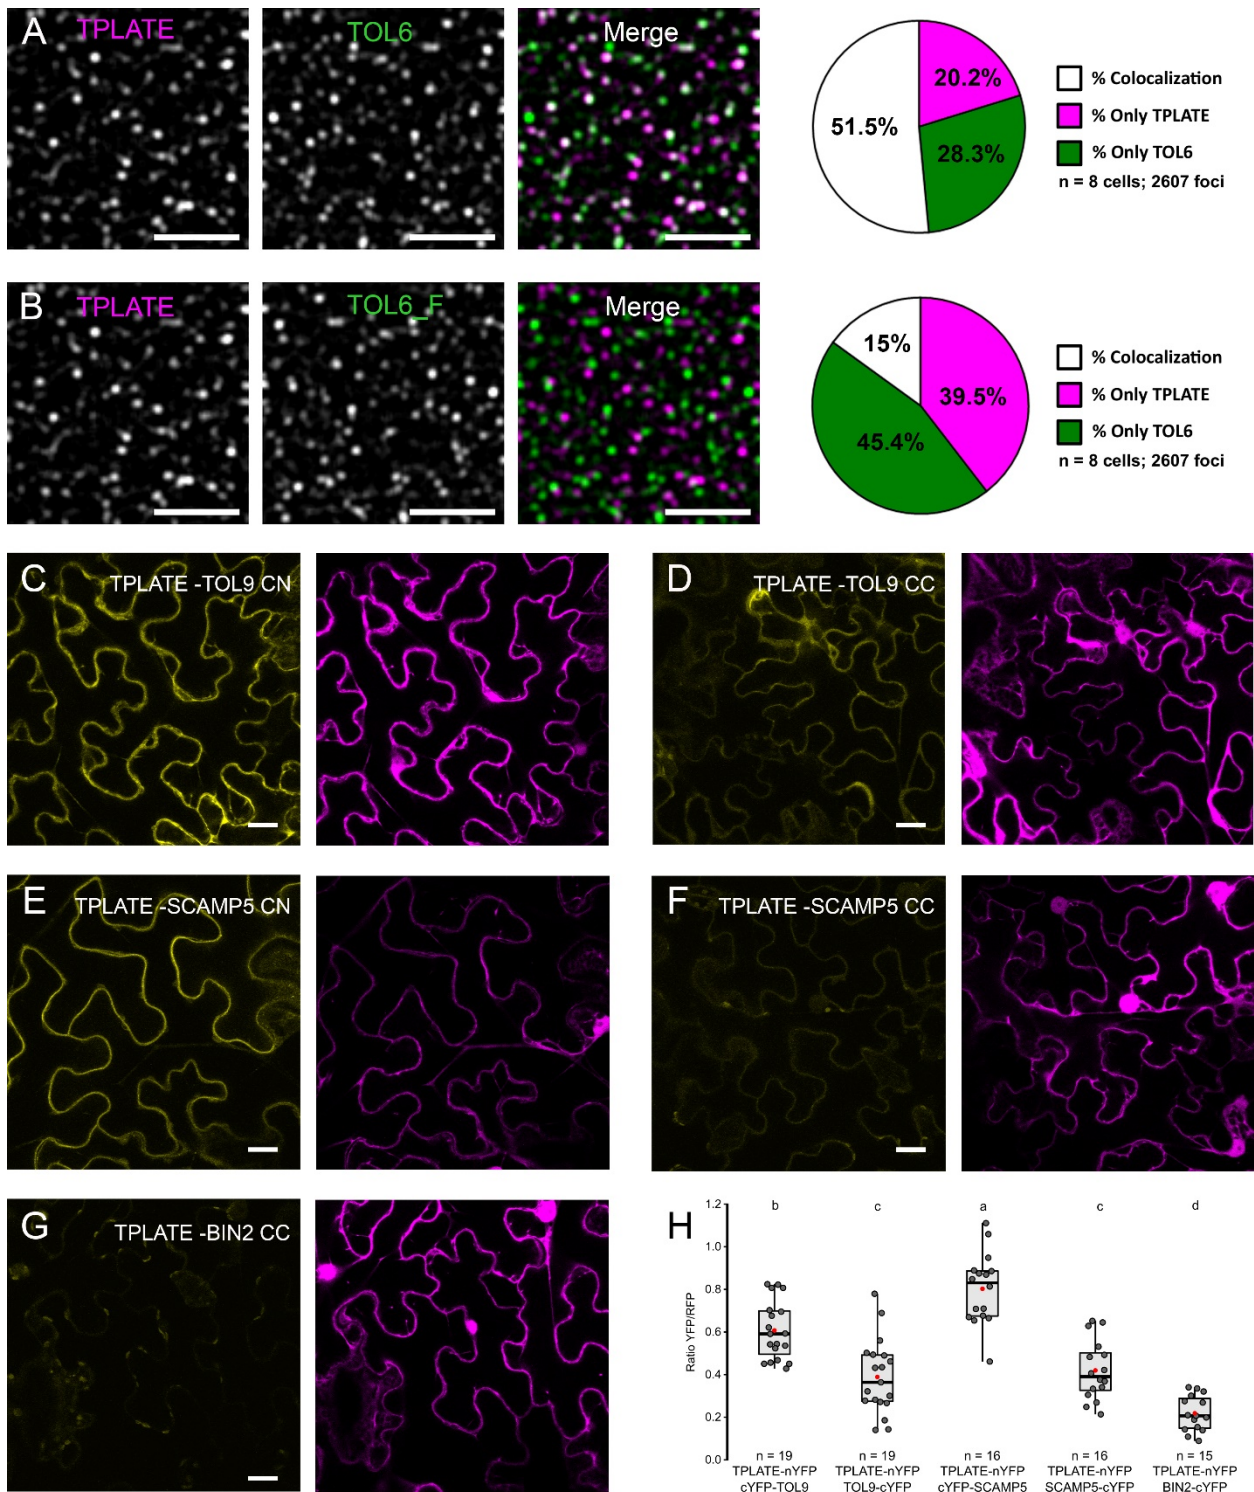 A
TPLATE
TOL6
Merge
20.2%
51.5%
28.3%
% Colocalization
% Only TPLATE
% Only TOL6
n = 8 cells; 2607 foci
B
TPLATE
TOL6_F
Merge
15%
39.5%
45.4%
% Colocalization
% Only TPLATE
% Only TOL6
n = 8 cells; 2607 foci
C
TPLATE -TOL9 CN
D
TPLATE -TOL9 CC
E
TPLATE -SCAMP5 CN
F
TPLATE -SCAMP5 CC
G
TPLATE -BIN2 CC
H
Ratio YFP/RFP
1.2
1.0
0.8
0.6
0.4
0.2
0.0
b c a c d
n = 19 n = 19 n = 16 n = 16 n = 15
TPLATE-nYFP TPLATE-nYFP TPLATE-nYFP TPLATE-nYFP TPLATE-nYFP
cYFP-TOL9 TOL9-cYFP cYFP-SCAMP5 SCAMP5-cYFP BIN2-cYFP